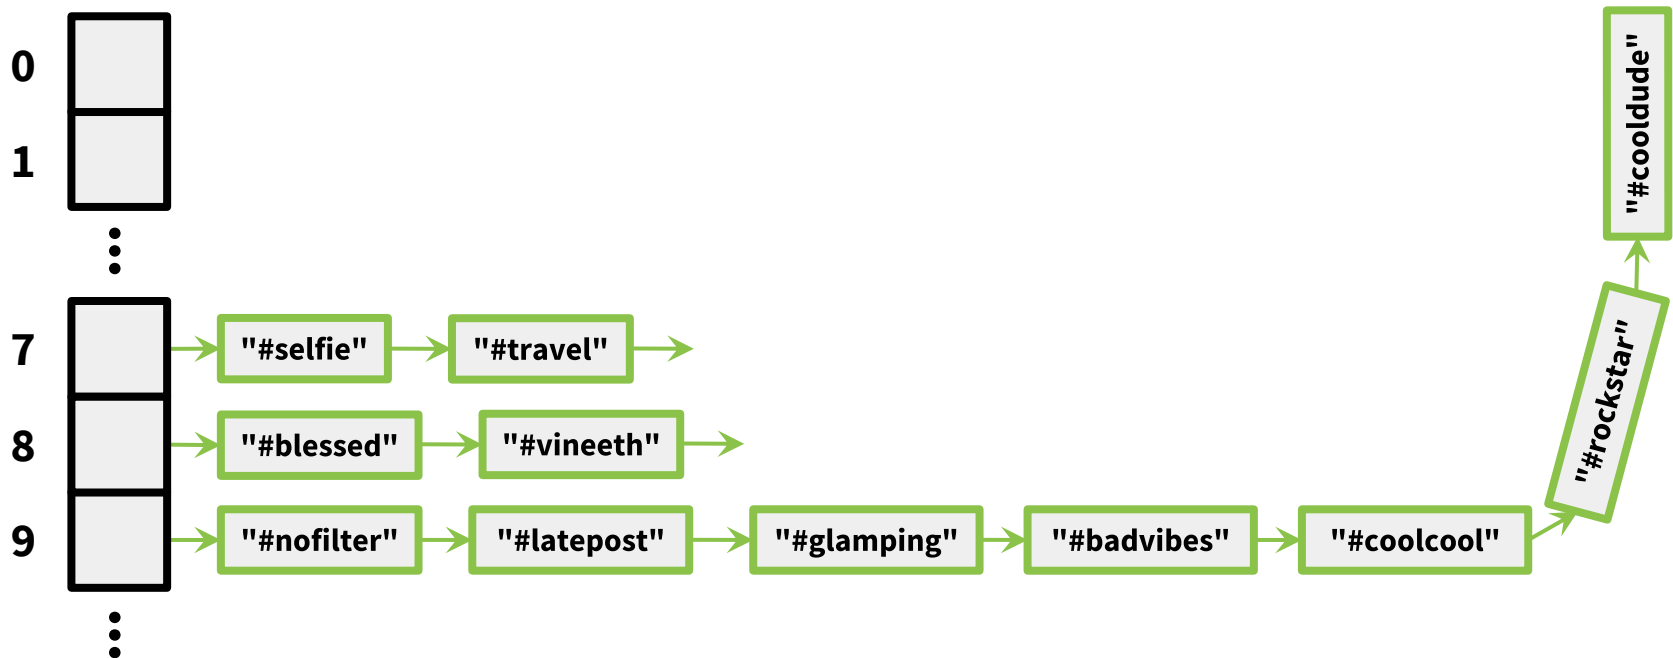 0
1
7 "#selfie" "#travel"
8 "#blessed" "#vineeth"
9 "#nofilter" "#latepost" "#glamping" "#badvibes" "#coolcool"
"#rockstar"
"#cooldude"